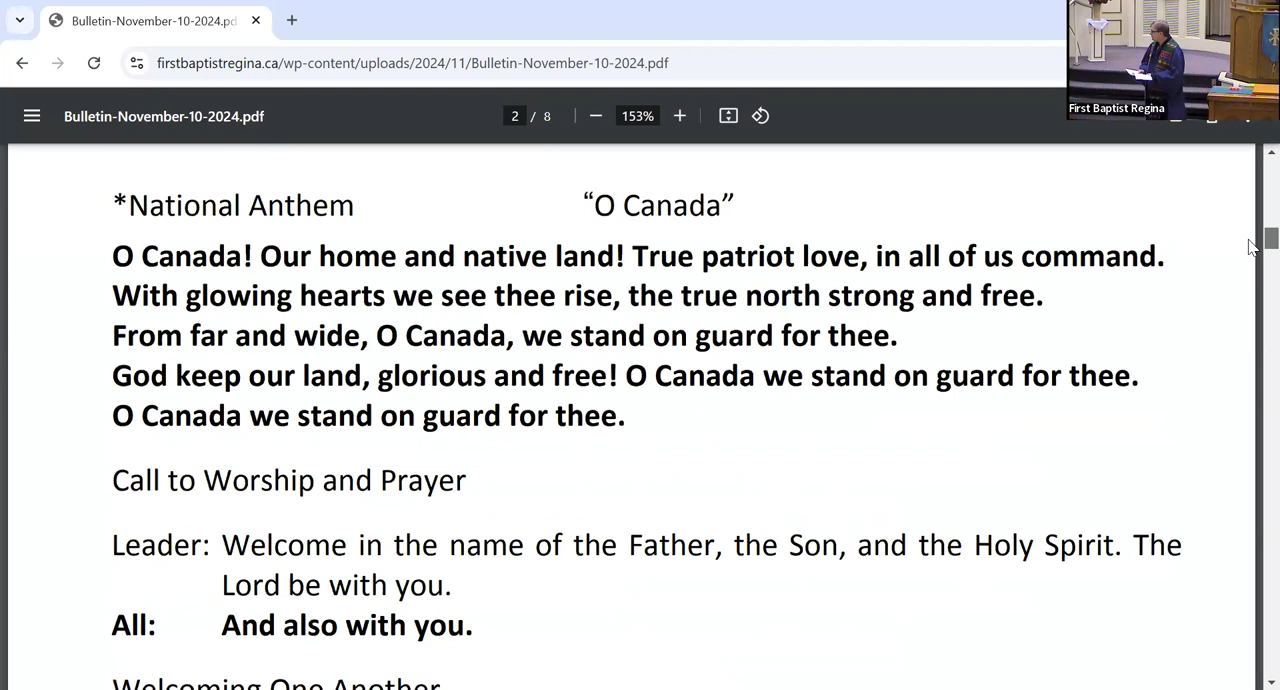 Bulletin-November-10-2024.pd
firstbaptistregina.ca/wp-content/uploads/2024/11/Bulletin-November-10-2024.pdf
Bulletin-November-10-2024.pdf
2 / 8
153%
First Baptist Regina
*National Anthem “O Canada”
O Canada! Our home and native land! True patriot love, in all of us command.
With glowing hearts we see thee rise, the true north strong and free.
From far and wide, O Canada, we stand on guard for thee.
God keep our land, glorious and free! O Canada we stand on guard for thee.
O Canada we stand on guard for thee.
Call to Worship and Prayer
Leader: Welcome in the name of the Father, the Son, and the Holy Spirit. The
Lord be with you.
All: And also with you.
Welcoming One Another